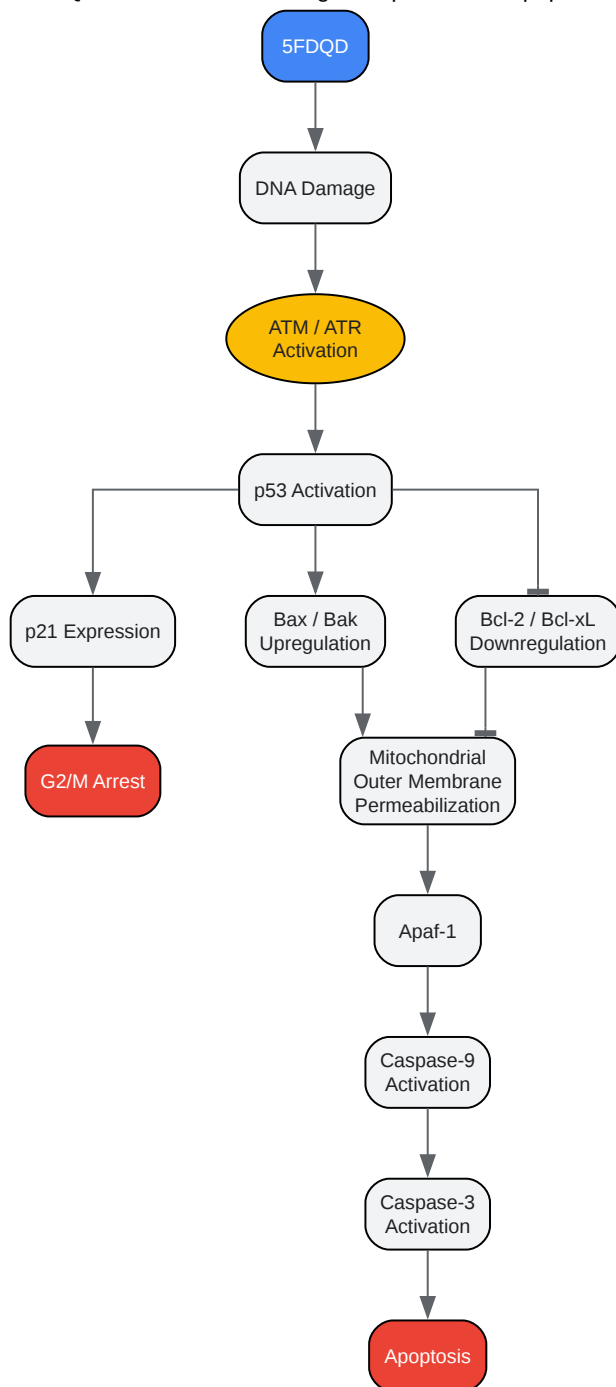 5FDQD
DNA Damage
ATM / ATR
Activation
p53 Activation
p21 Expression
Bax / Bak
Upregulation
Bcl-2 / Bcl-xL
Downregulation
G2/M Arrest
Mitochondrial
Outer Membrane
Permeabilization
Apaf-1
Caspase-9
Activation
Caspase-3
Activation
Apoptosis